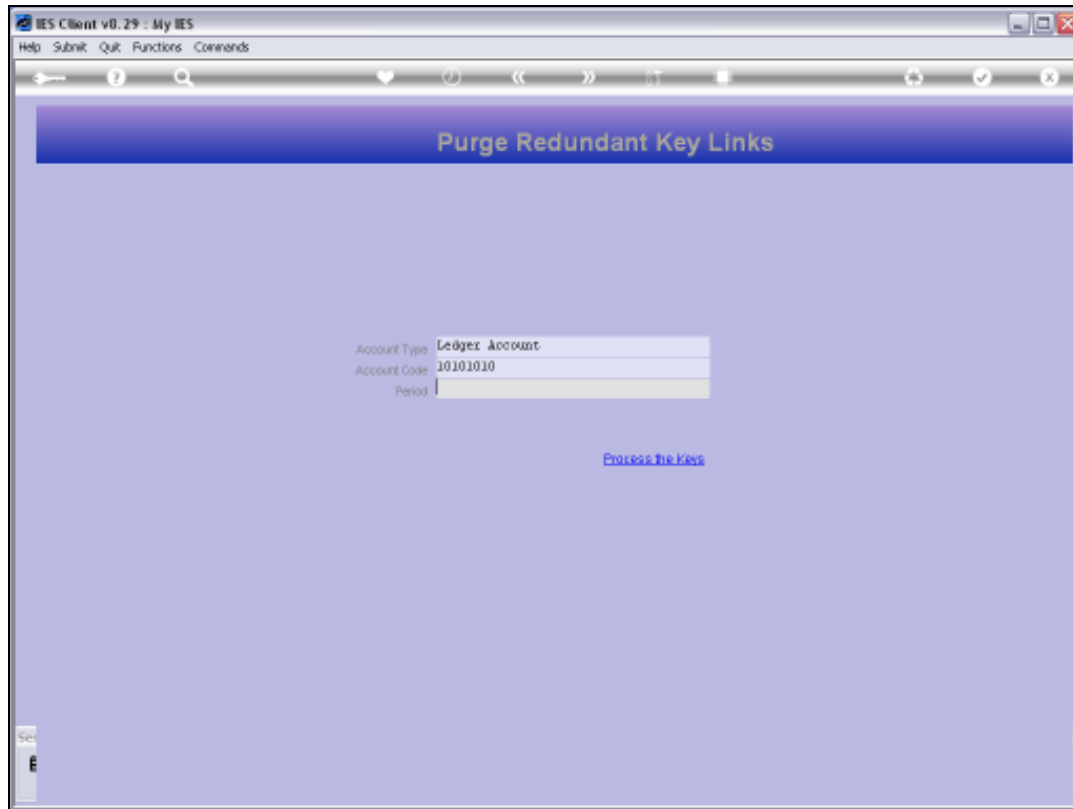 IES Client v8.29 : My IES
Help Submit Quit Functions Commands
Purge Redundant Key Links
Account Type Ledger Account
Account Code 10101010
Period
Process the Keys